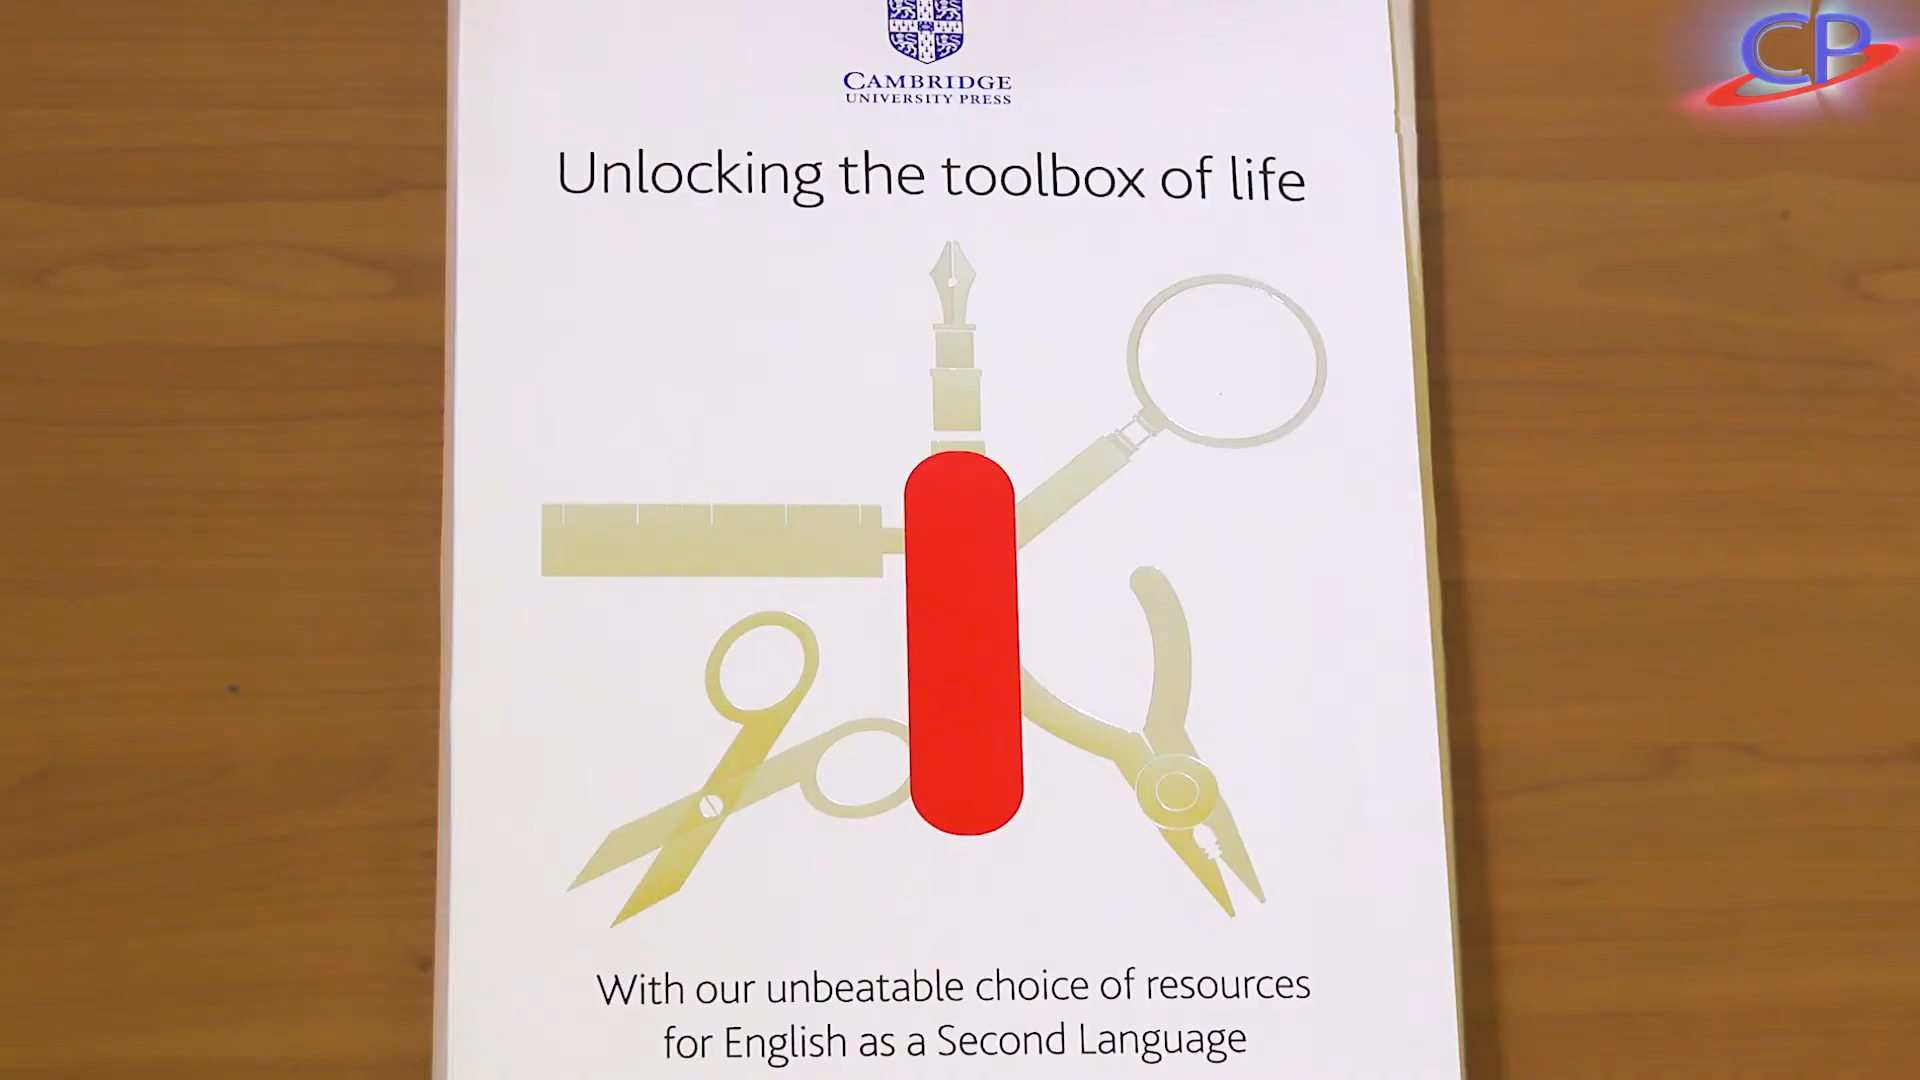 CP
CAMBRIDGE
UNIVERSITY PRESS
Unlocking the toolbox of life
With our unbeatable choice of resources
for English as a Second Language